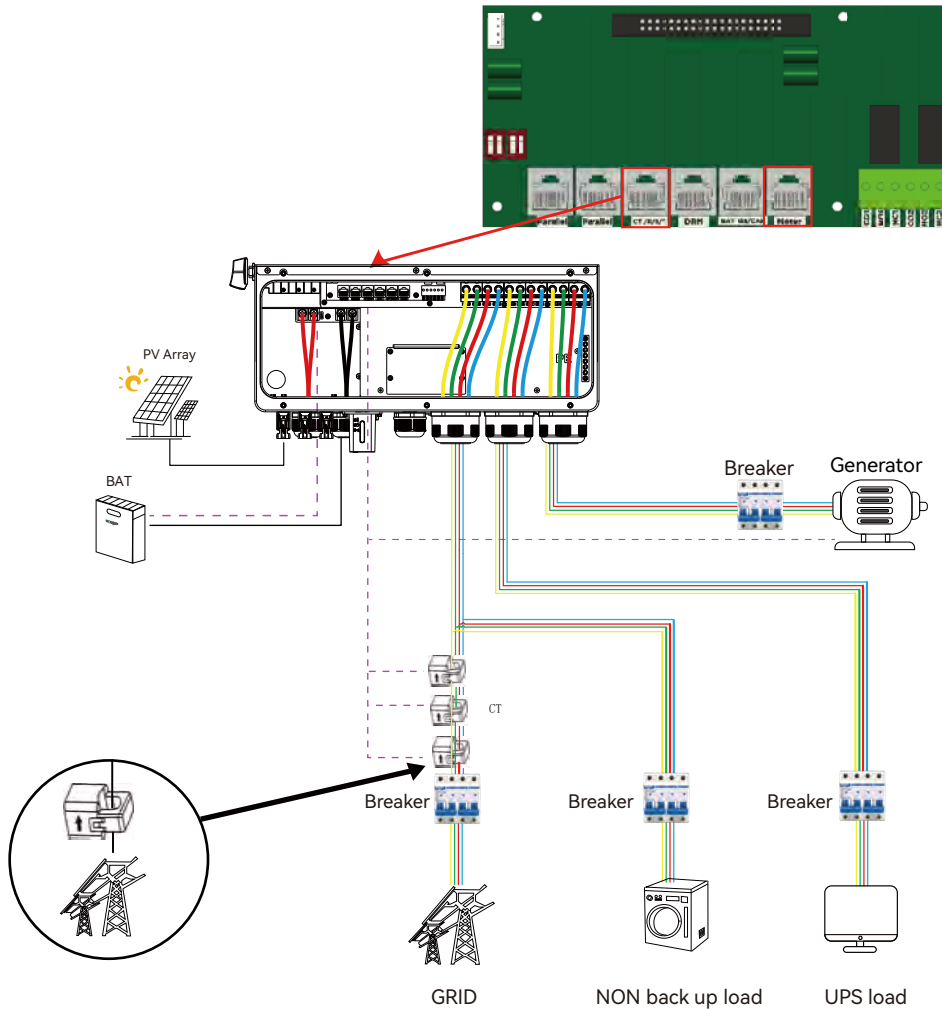 Parallel
Parallel
CT /R/S/T
DRM
Meter
PV Array
BAT
Breaker
Generator
PE
CT
Breaker
Breaker
Breaker
GRID
NON back up load
UPS load